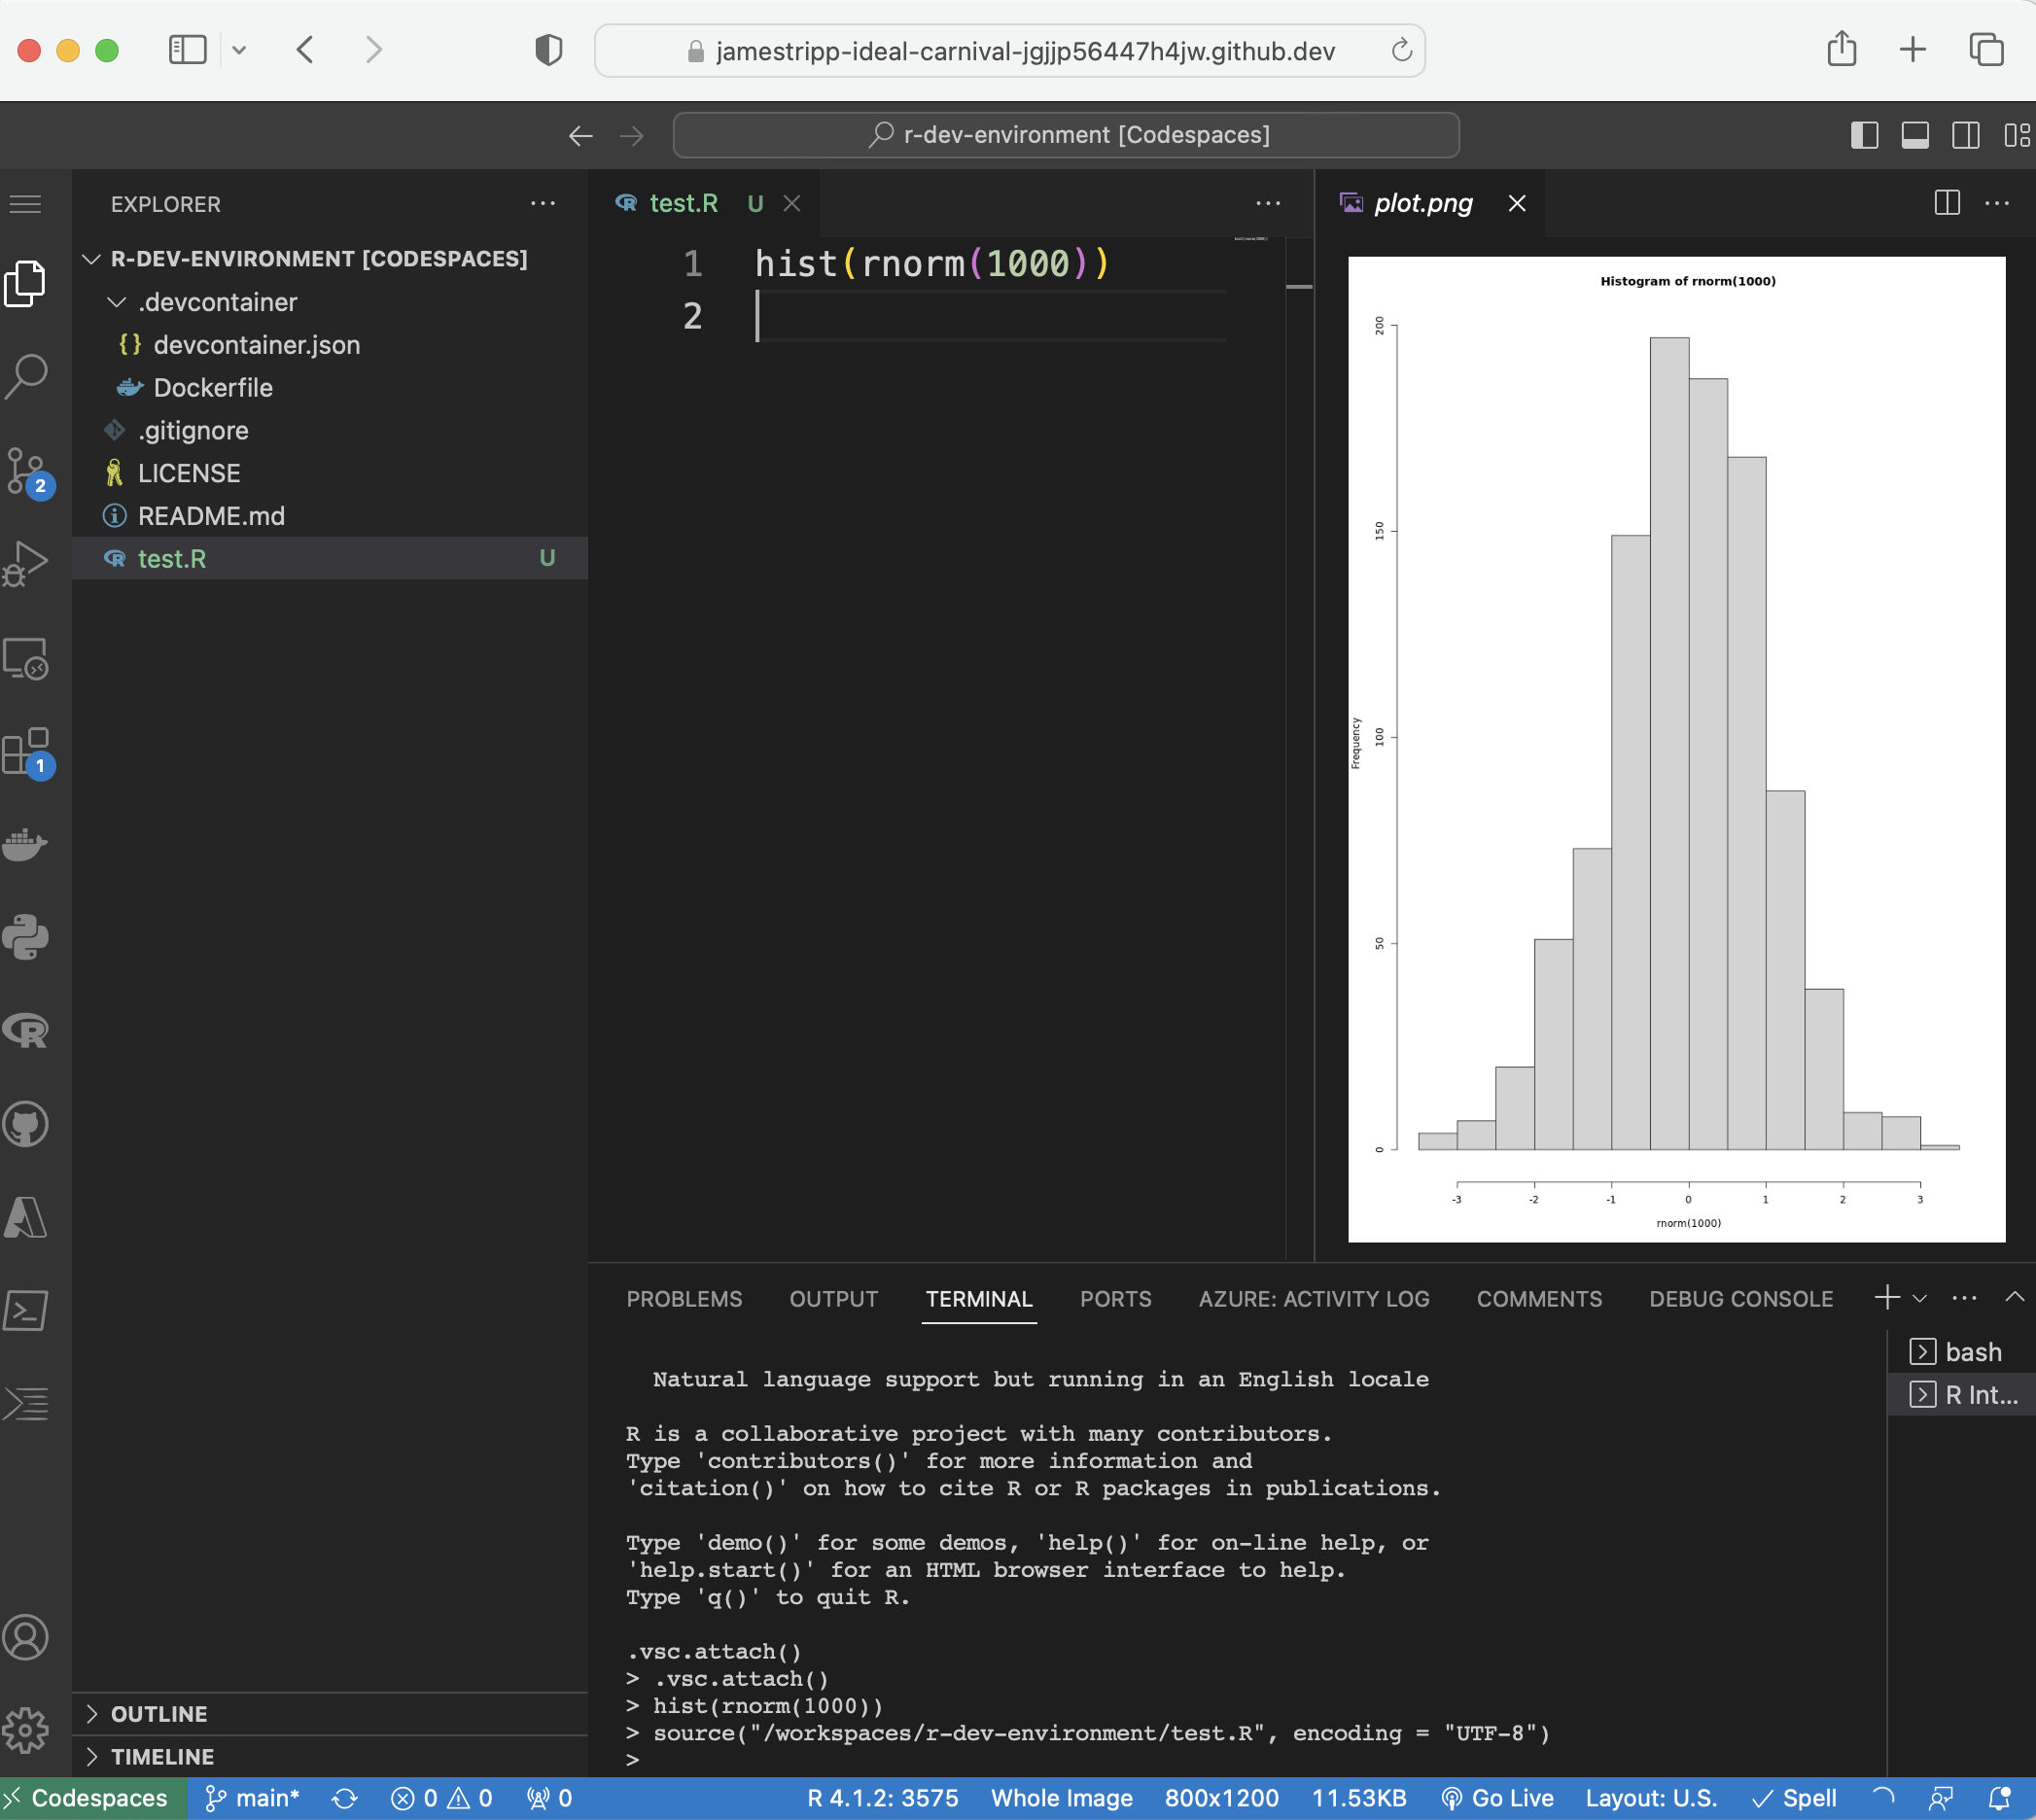 jamestripp-ideal-carnival-jgjjp56447h4jw.github.dev
r-dev-environment [Codespaces]
EXPLORER
R-DEV-ENVIRONMENT [CODESPACES]
.devcontainer
{} devcontainer.json
Dockerfile
.gitignore
LICENSE
README.md
test.R U
2
1
OUTLINE
TIMELINE
test.R U
1 hist(rnorm(1000))
2
plot.png
Histogram of rnorm(1000)
Frequency
200
150
100
50
0
-3 -2 -1 0 1 2 3
rnorm(1000)
PROBLEMS OUTPUT TERMINAL PORTS AZURE: ACTIVITY LOG COMMENTS DEBUG CONSOLE
bash
R Int...
Natural language support but running in an English locale
R is a collaborative project with many contributors.
Type 'contributors()' for more information and
'citation()' on how to cite R or R packages in publications.
Type 'demo()' for some demos, 'help()' for on-line help, or
'help.start()' for an HTML browser interface to help.
Type 'q()' to quit R.
.vsc.attach()
> .vsc.attach()
> hist(rnorm(1000))
> source("/workspaces/r-dev-environment/test.R", encoding = "UTF-8")
>
Codespaces main* 0 0 0 R 4.1.2: 3575 Whole Image 800x1200 11.53KB Go Live Layout: U.S. Spell